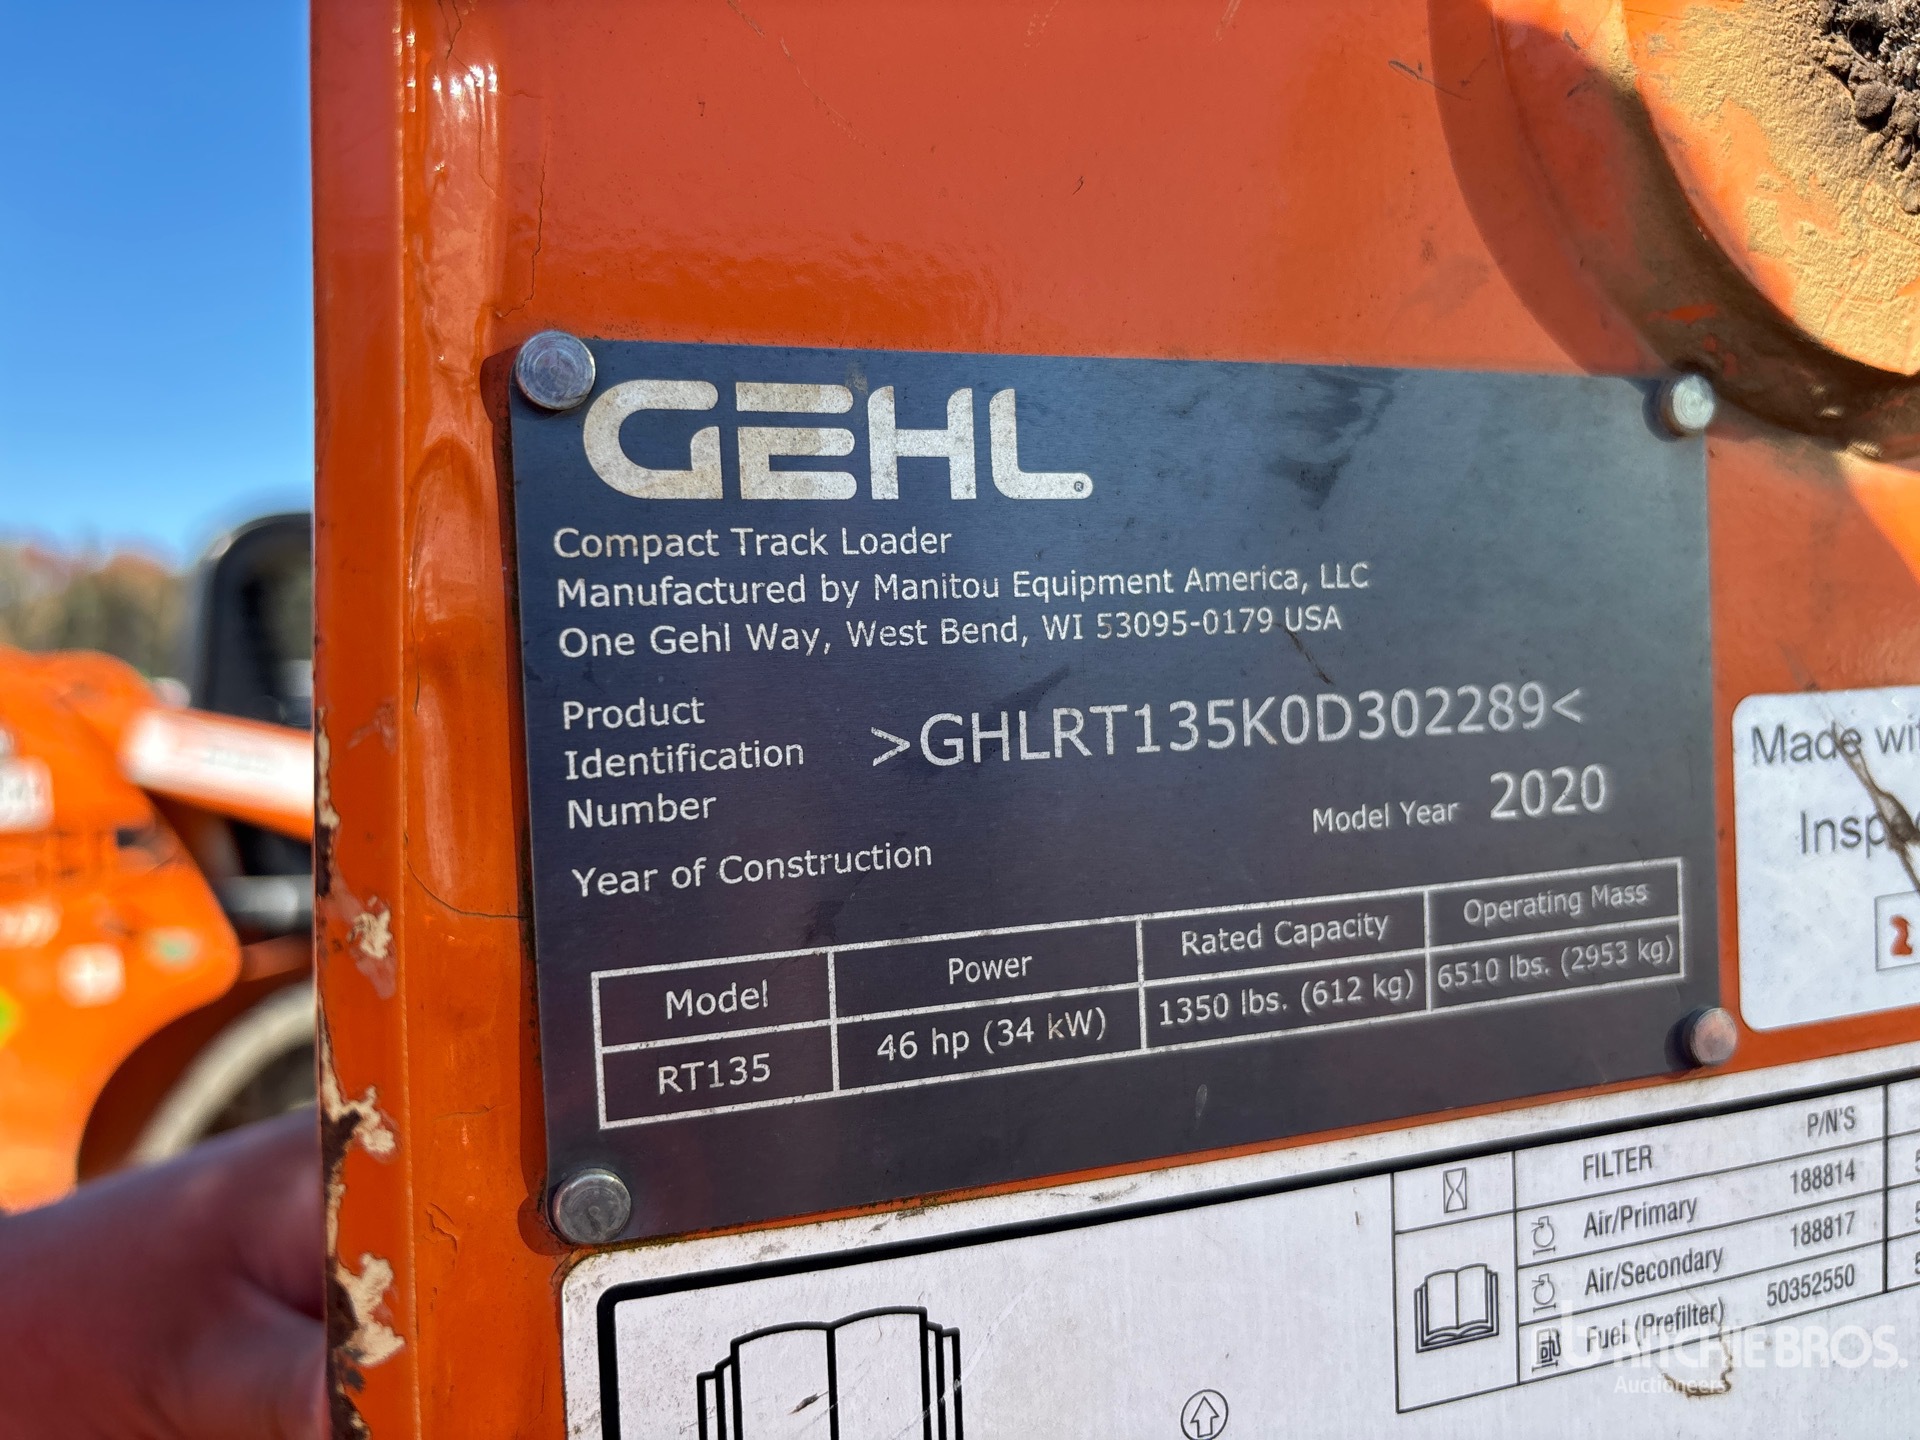 GEHL®
Compact Track Loader
Manufactured by Manitou Equipment America, LLC
One Gehl Way, West Bend, WI 53095-0179 USA
Product
Identification
Number
>GHLRT135K0D302289<
Model Year 2020
Year of Construction
Model Power Rated Capacity Operating Mass
RT135 46 hp (34 kW) 1350 lbs. (612 kg) 6510 lbs. (2953 kg)
Made
2
FILTER P/N'S
Air/Primary 188814
Air/Secondary 188817
Fuel (Prefilter) 50352550
RITCHIE BROS.
Auctioneers